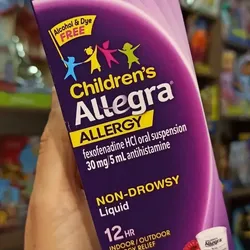 Alcohol & Dye
FREE
Children's
Allegra®
ALLERGY
fexofenadine HCl oral suspension
30 mg/5 mL antihistamine
NON-DROWSY
Liquid
12 HR
INDOOR/OUTDOOR
RELIEF